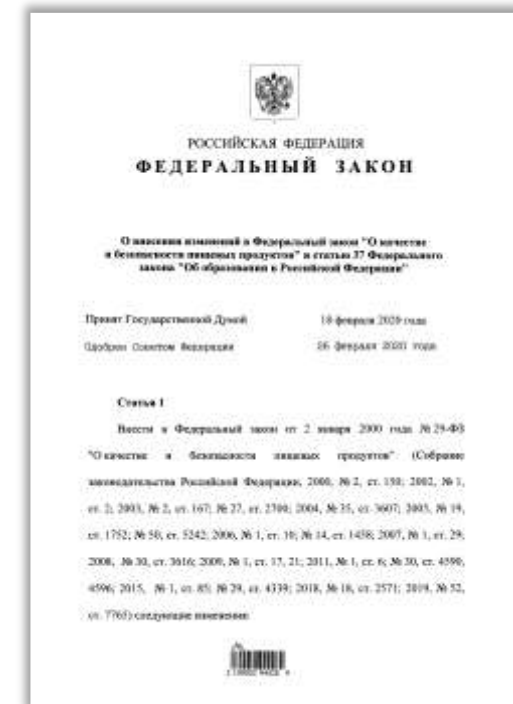 РОССИЙСКАЯ ФЕДЕРАЦИЯ
ФЕДЕРАЛЬНЫЙ ЗАКОН
О внесении изменений в Федеральный закон "О качестве
и безопасности пищевых продуктов" и статью 37 Федерального
закона "Об образовании в Российской Федерации"
Принят Государственной Думой 18 февраля 2020 года
Одобрен Советом Федерации 26 февраля 2020 года
Статья 1
Внести в Федеральный закон от 2 января 2000 года № 29-ФЗ
"О качестве и безопасности пищевых продуктов" (Собрание
законодательства Российской Федерации, 2000, № 2, ст. 150; 2002, № 1,
ст. 2; 2003, № 2, ст. 167; № 27, ст. 2700; 2004, № 35, ст. 3607; 2005, № 19,
ст. 1752; № 50, ст. 5242; 2006, № 1, ст. 10; № 14, ст. 1458; 2007, № 1, ст. 29;
2008, № 30, ст. 3616; 2009, № 1, ст. 17, 21; 2011, № 1, ст. 6; № 30, ст. 4590,
4596; 2015, № 1, ст. 85; № 29, ст. 4339; 2018, № 18, ст. 2571; 2019, № 52,
ст. 7765) следующие изменения: